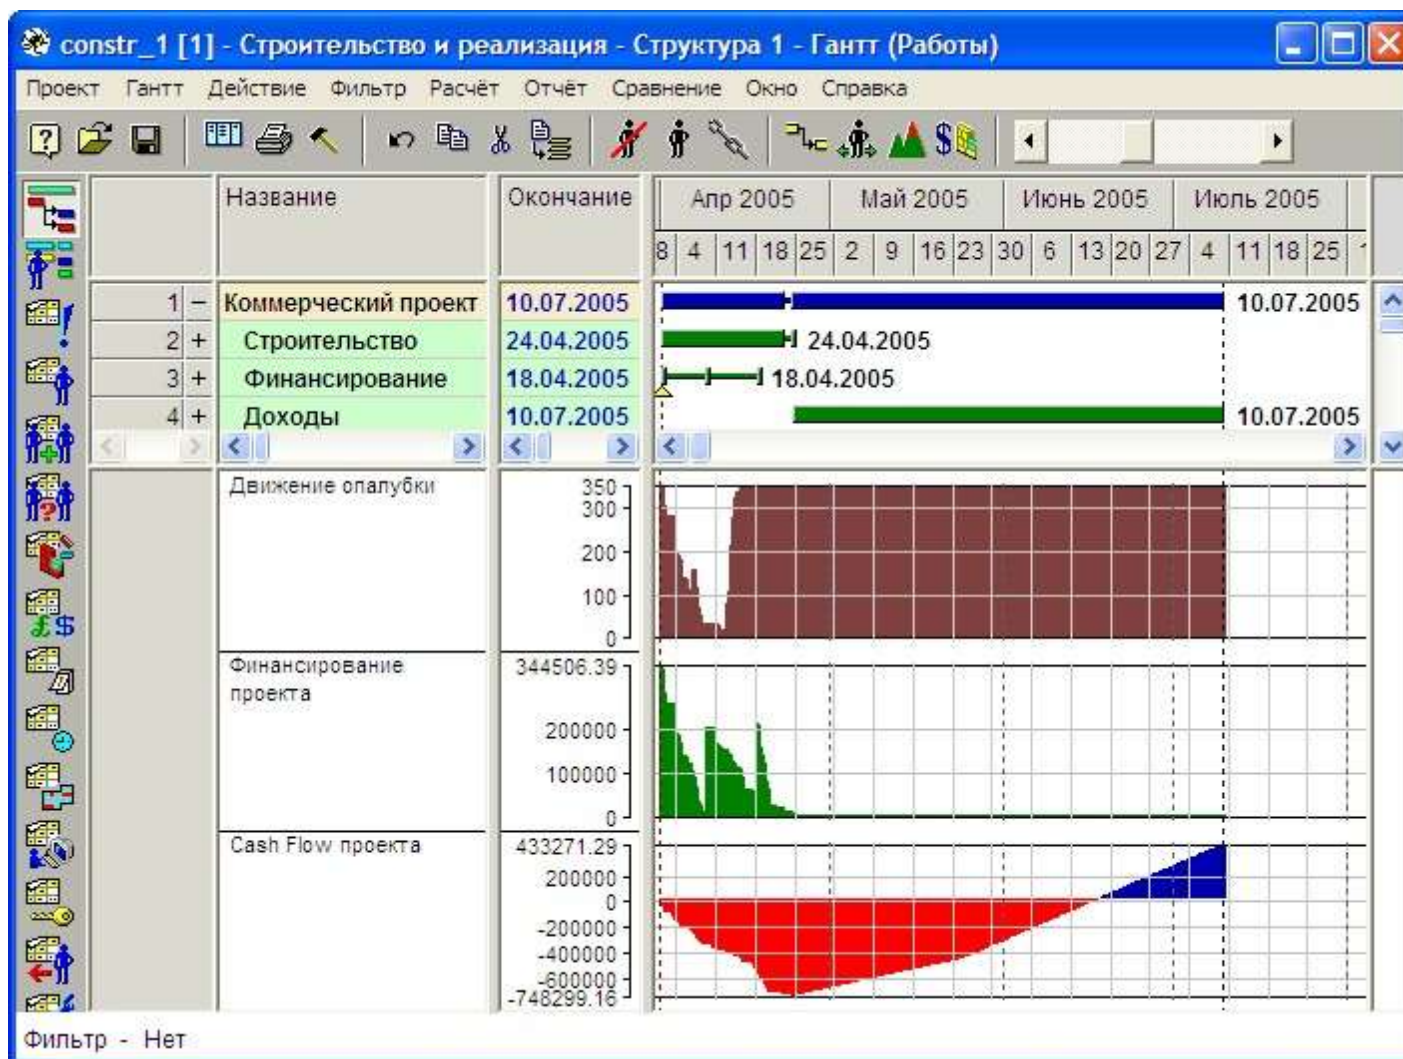 constr_1 [1] - Строительство и реализация - Структура 1 - Гантт (Работы)
Проект Гантт Действие Фильтр Расчёт Отчёт Сравнение Окно Справка
Название Окончание Апр 2005 Май 2005 Июнь 2005 Июль 2005
8 4 11 18 25 2 9 16 23 30 6 13 20 27 4 11 18 25 1
1 – Коммерческий проект 10.07.2005 10.07.2005
2 + Строительство 24.04.2005 24.04.2005
3 + Финансирование 18.04.2005 18.04.2005
4 + Доходы 10.07.2005 10.07.2005
Движение опалубки 350
300
200
100
0
Финансирование 344506.39
проекта
200000
100000
0
Cash Flow проекта 433271.29
200000
0
-200000
-400000
-600000
-748299.16
Фильтр - Нет